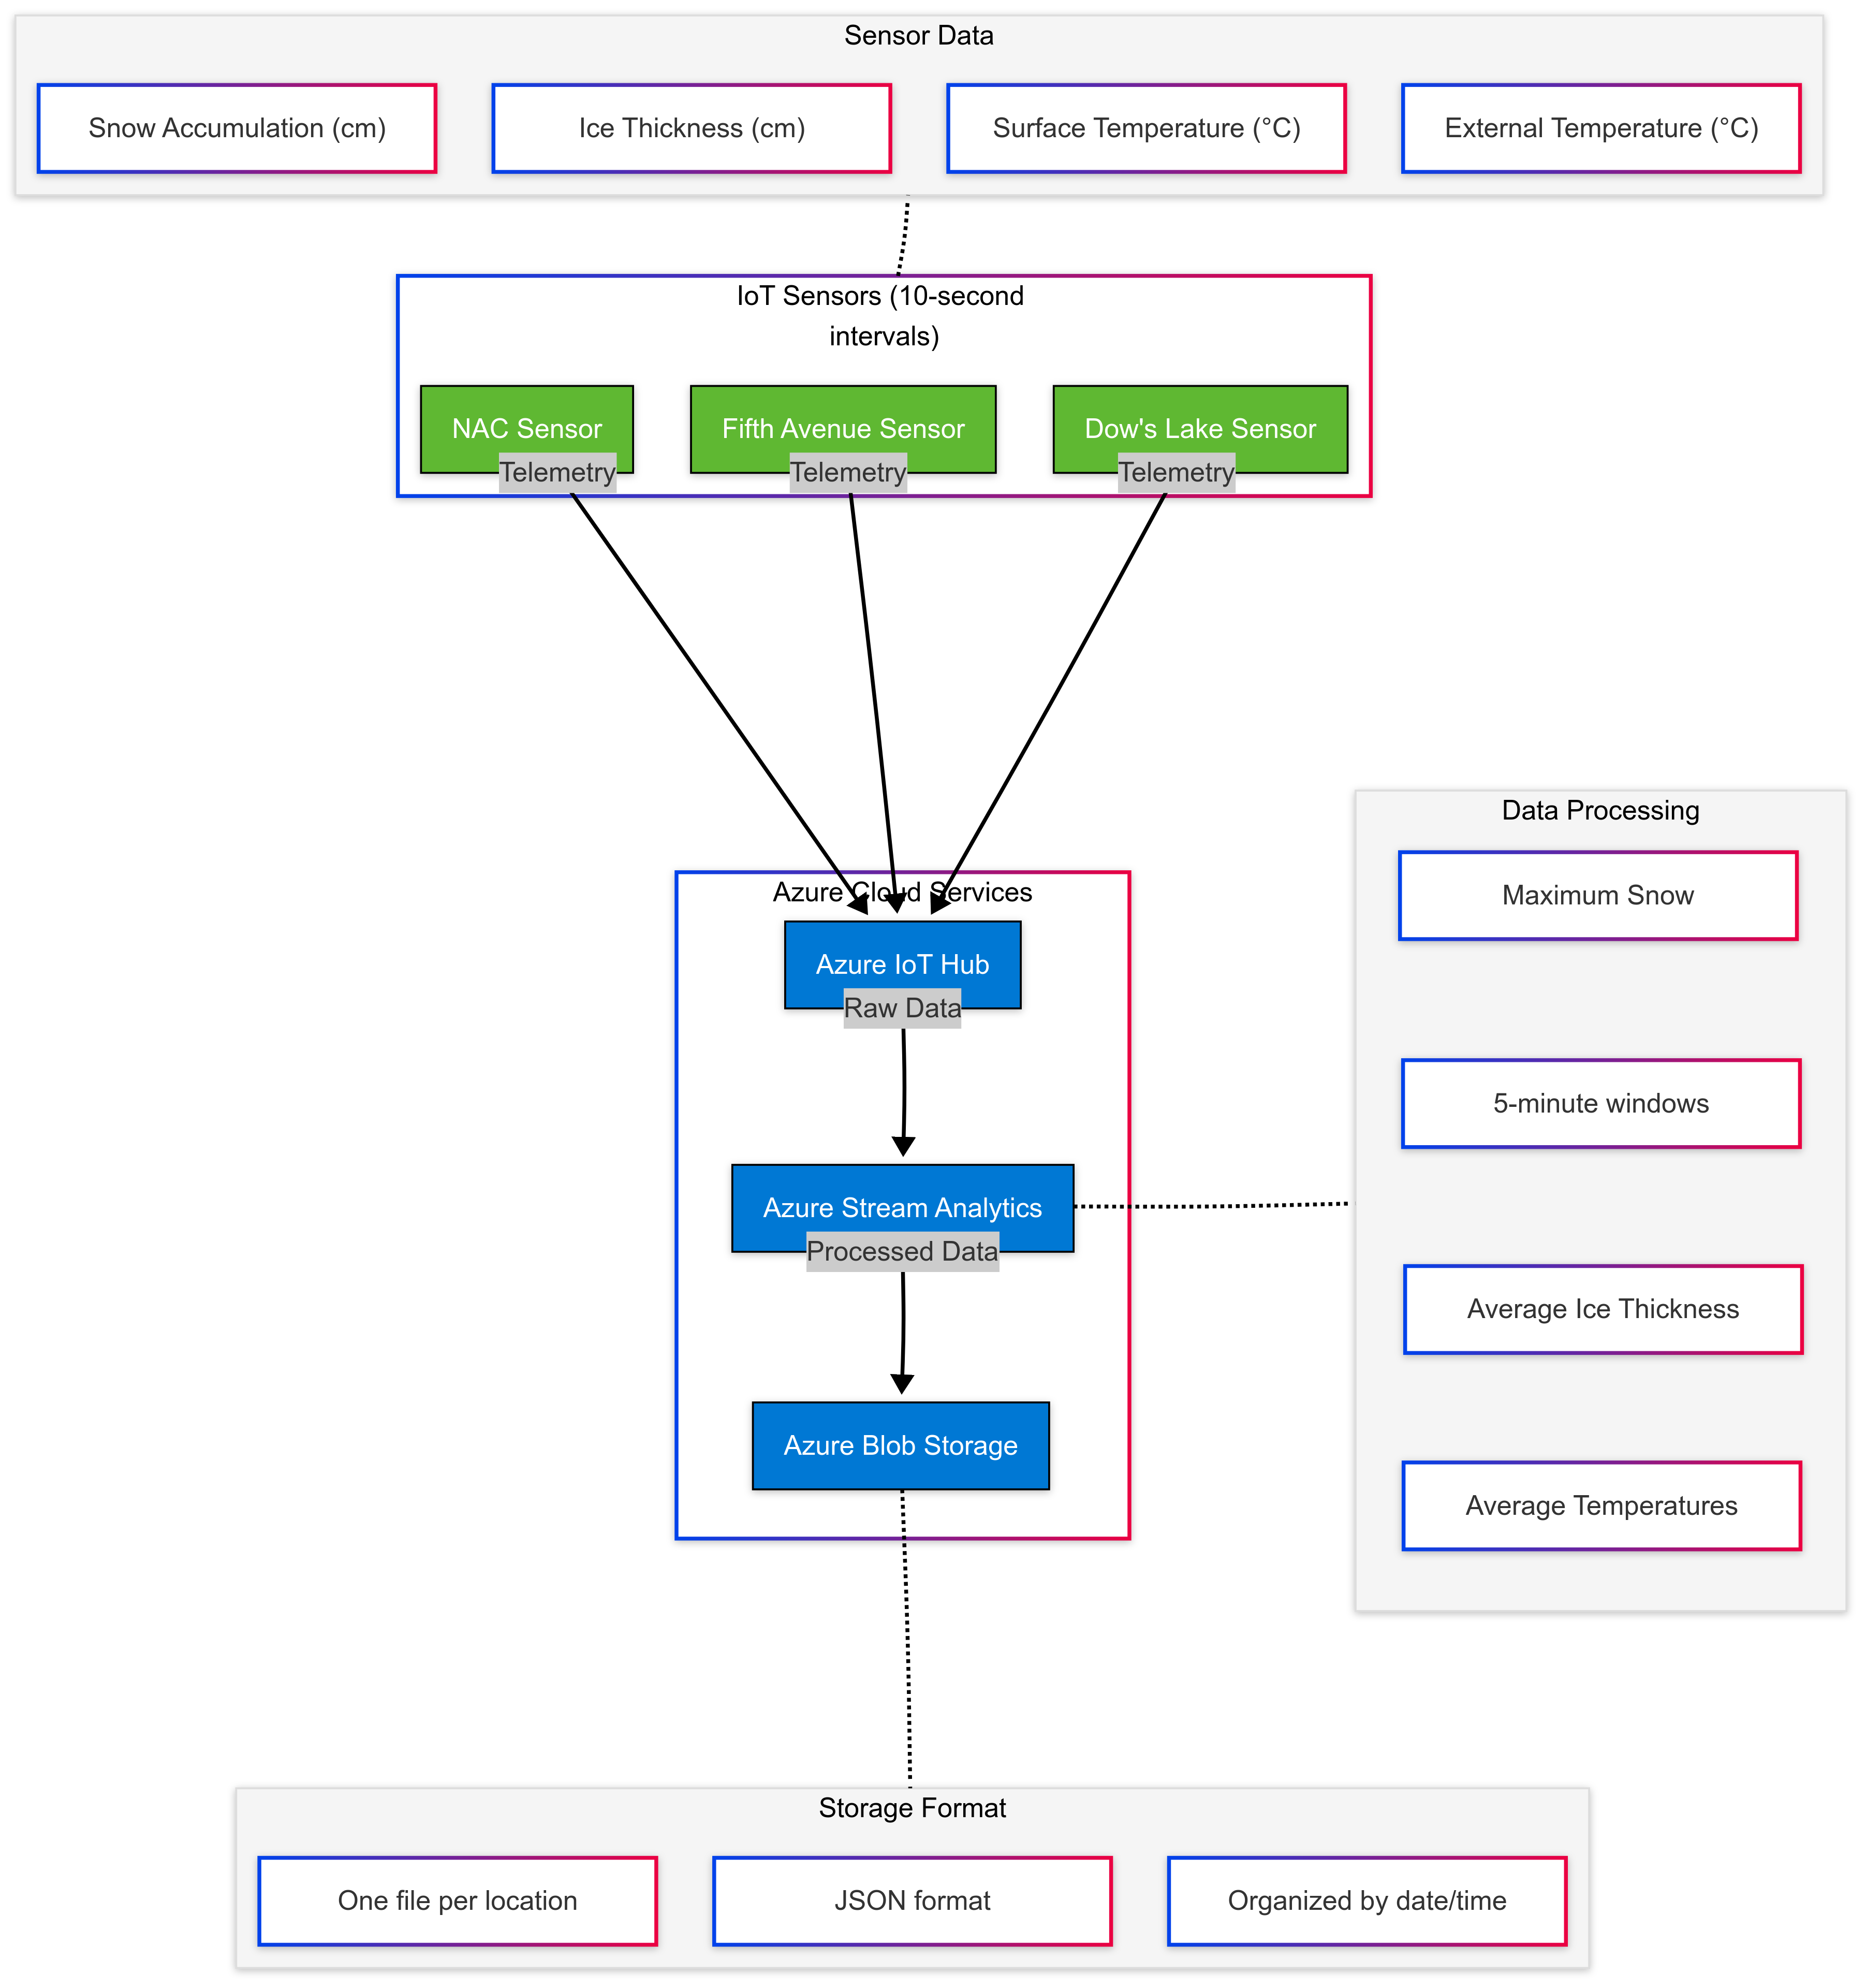 Sensor Data
Snow Accumulation (cm)
Ice Thickness (cm)
Surface Temperature (°C)
External Temperature (°C)
IoT Sensors (10-second
intervals)
NAC Sensor
Fifth Avenue Sensor
Dow's Lake Sensor
Telemetry
Telemetry
Telemetry
Azure Cloud Services
Azure IoT Hub
Raw Data
Azure Stream Analytics
Processed Data
Azure Blob Storage
Data Processing
Maximum Snow
5-minute windows
Average Ice Thickness
Average Temperatures
Storage Format
One file per location
JSON format
Organized by date/time